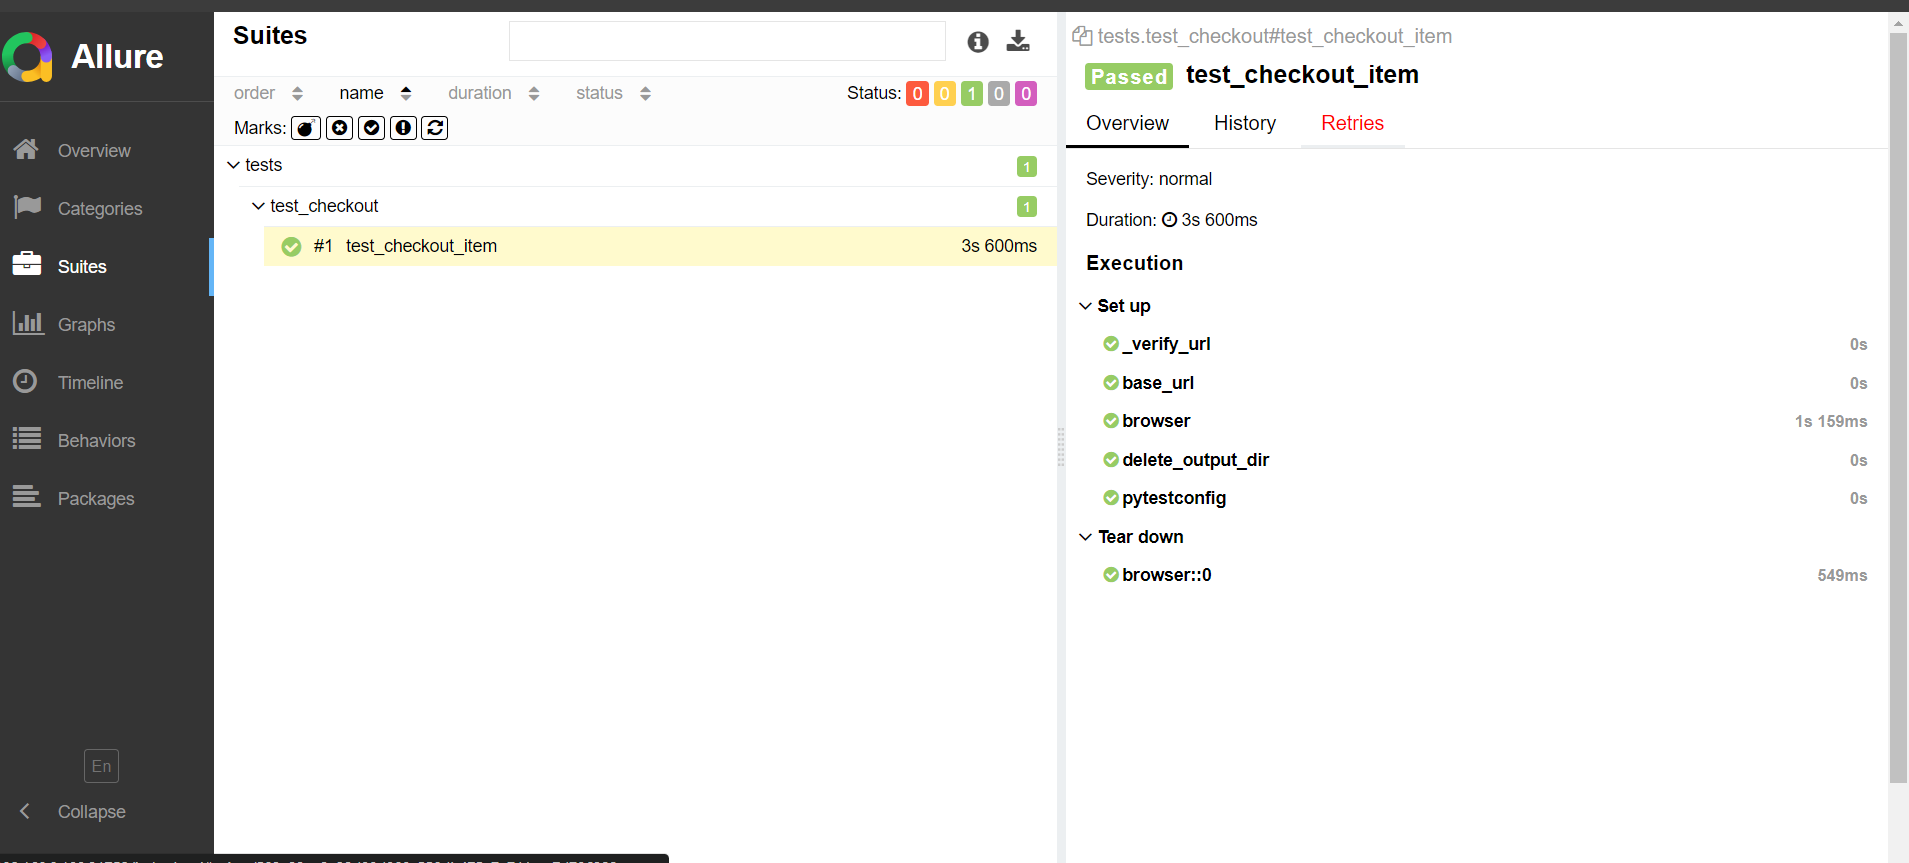 Allure
Overview
Categories
Suites
Graphs
Timeline
Behaviors
Packages
En
Collapse
Suites
order name duration status Status: 0 0 1 0 0
Marks:
tests 1
test_checkout 1
#1 test_checkout_item 3s 600ms
tests.test_checkout#test_checkout_item
Passed test_checkout_item
Overview History Retries
Severity: normal
Duration: 3s 600ms
Execution
Set up
_verify_url 0s
base_url 0s
browser 1s 159ms
delete_output_dir 0s
pytestconfig 0s
Tear down
browser::0 549ms